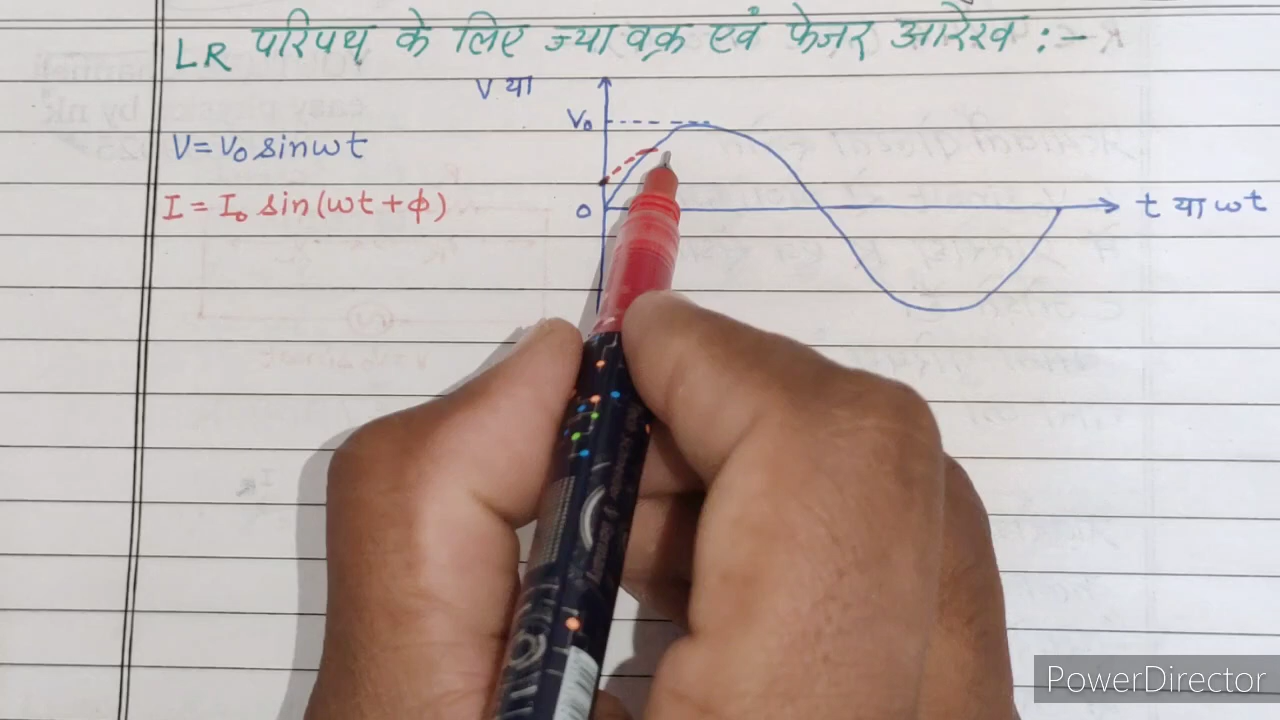 LR परिपथ के लिए ज्या वक्र एवं फेजर आरेख :-
V या
V₀
V = V₀ sinωt
I = I₀ sin(ωt + ϕ)
0
t या ωt
PowerDirector